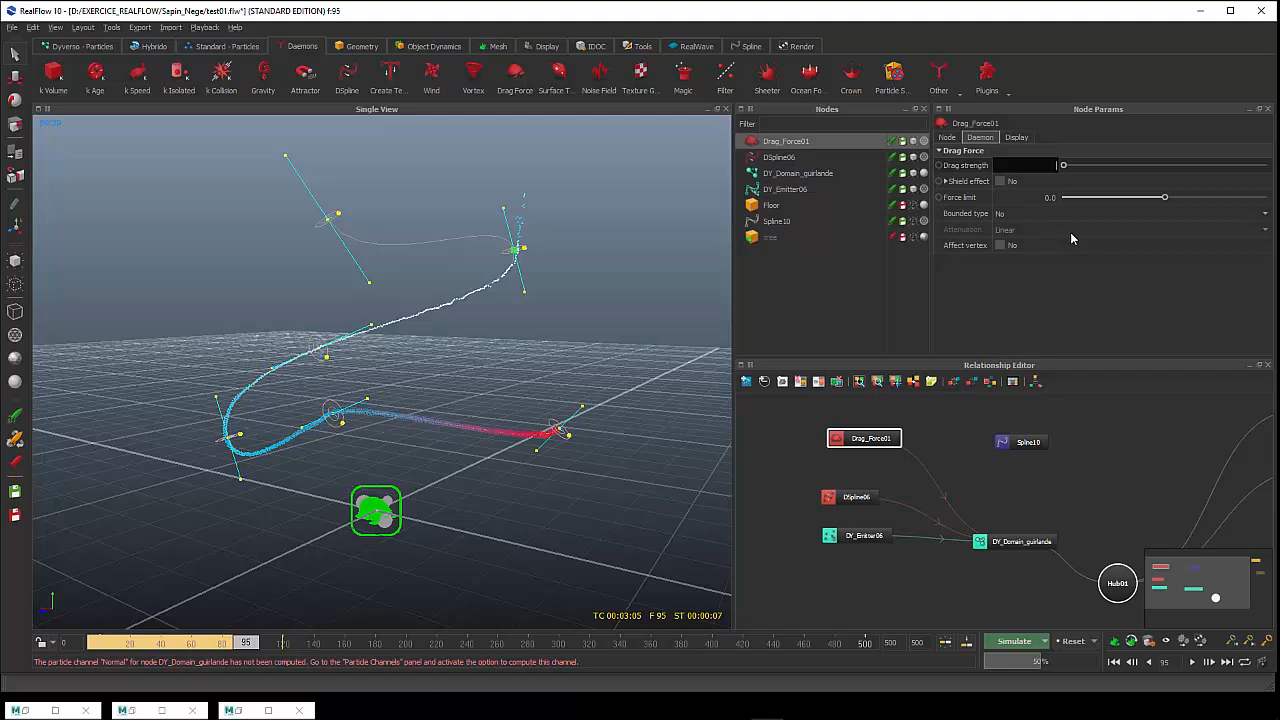 RealFlow 10 - [D:/EXERCICE_REALFLOW/Sapin_Nege/test01.flw*] (STANDARD EDITION) f:95
File Edit View Layout Tools Export Import Playback Help
Dyverso - Particles Hybrido Standard - Particles Daemons Geometry Object Dynamics Mesh Display IDOC Tools RealWave Spline Render
k Volume k Age k Speed k Isolated k Collision Gravity Attractor DSpline Create Te... Wind Vortex Drag Force Surface T... Noise Field Texture G... Magic Filter Sheeter Ocean Fo... Crown Particle S... Other Plugins
Single View
persp
TC 00:03:05 F 95 ST 00:00:07
Nodes
Filter
Drag_Force01
DSpline06
DY_Domain_guirlande
DY_Emitter06
Floor
Spline10
tree
Node Params
Drag_Force01
Node Daemon Display
Drag Force
Drag strength
Shield effect No
Force limit 0.0
Bounded type No
Attenuation Linear
Affect vertex No
Relationship Editor
Drag_Force01
Spline10
DSpline06
DY_Emitter06
DY_Domain_guirlande
Hub01
0 20 40 60 80 95 120 140 160 180 200 220 240 260 280 300 320 340 360 380 400 420 440 460 480 500 500 500
Simulate Reset
The particle channel "Normal" for node DY_Domain_guirlande has not been computed. Go to the "Particle Channels" panel and activate the option to compute this channel.
50% 95